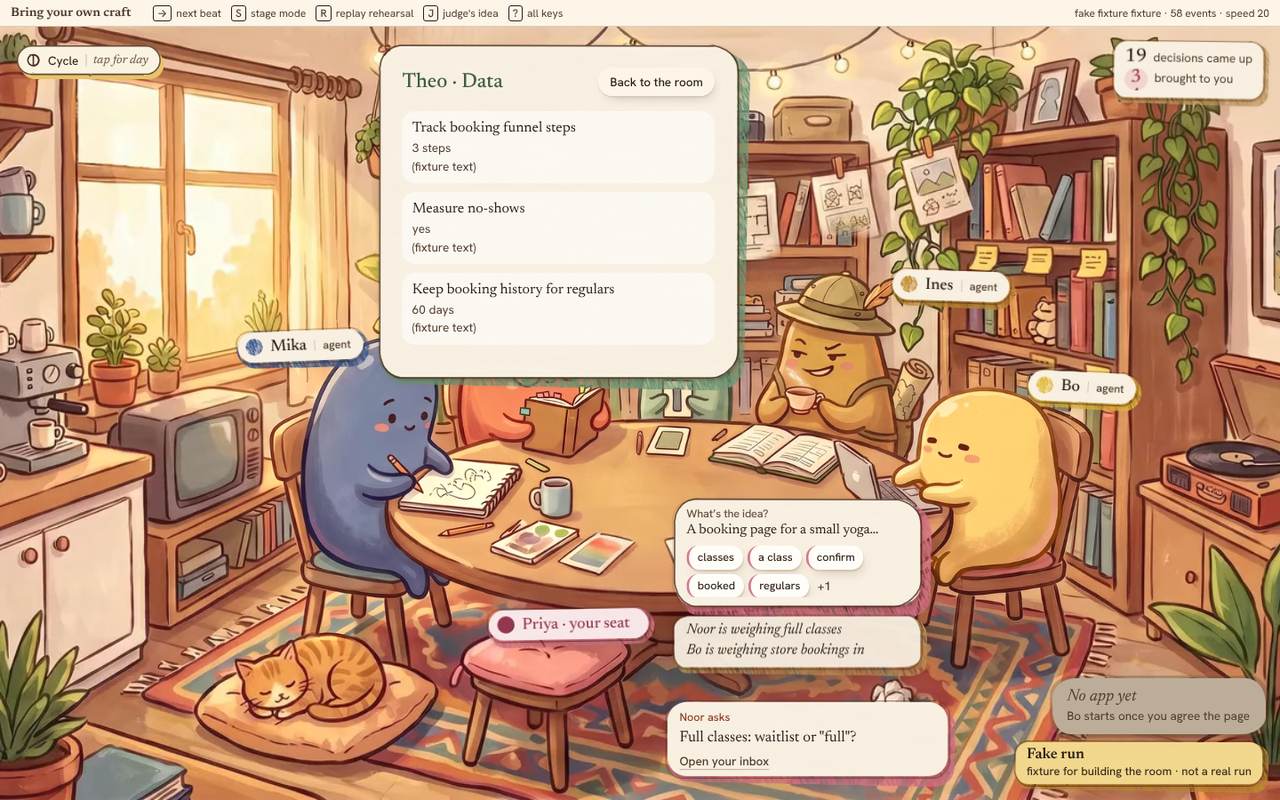 Bring your own craft
→ next beat
S stage mode
R replay rehearsal
J judge's idea
? all keys
fake fixture fixture · 58 events · speed 20
Cycle | tap for day
19 decisions came up
3 brought to you
Theo · Data
Back to the room
Track booking funnel steps
3 steps
(fixture text)
Measure no-shows
yes
(fixture text)
Keep booking history for regulars
60 days
(fixture text)
Ines | agent
Mika | agent
Bo | agent
What's the idea?
A booking page for a small yoga…
classes
a class
confirm
booked
regulars
+1
Priya · your seat
Noor is weighing full classes
Bo is weighing store bookings in
Noor asks
Full classes: waitlist or "full"?
Open your inbox
No app yet
Bo starts once you agree the page
Fake run
fixture for building the room · not a real run